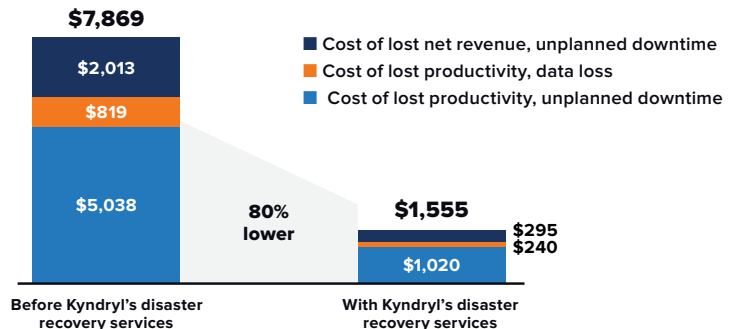 $7,869
$2,013
$819
$5,038
Cost of lost net revenue, unplanned downtime
Cost of lost productivity, data loss
Cost of lost productivity, unplanned downtime
80%
lower
$1,555
$295
$240
$1,020
Before Kyndryl’s disaster
recovery services
With Kyndryl’s disaster
recovery services